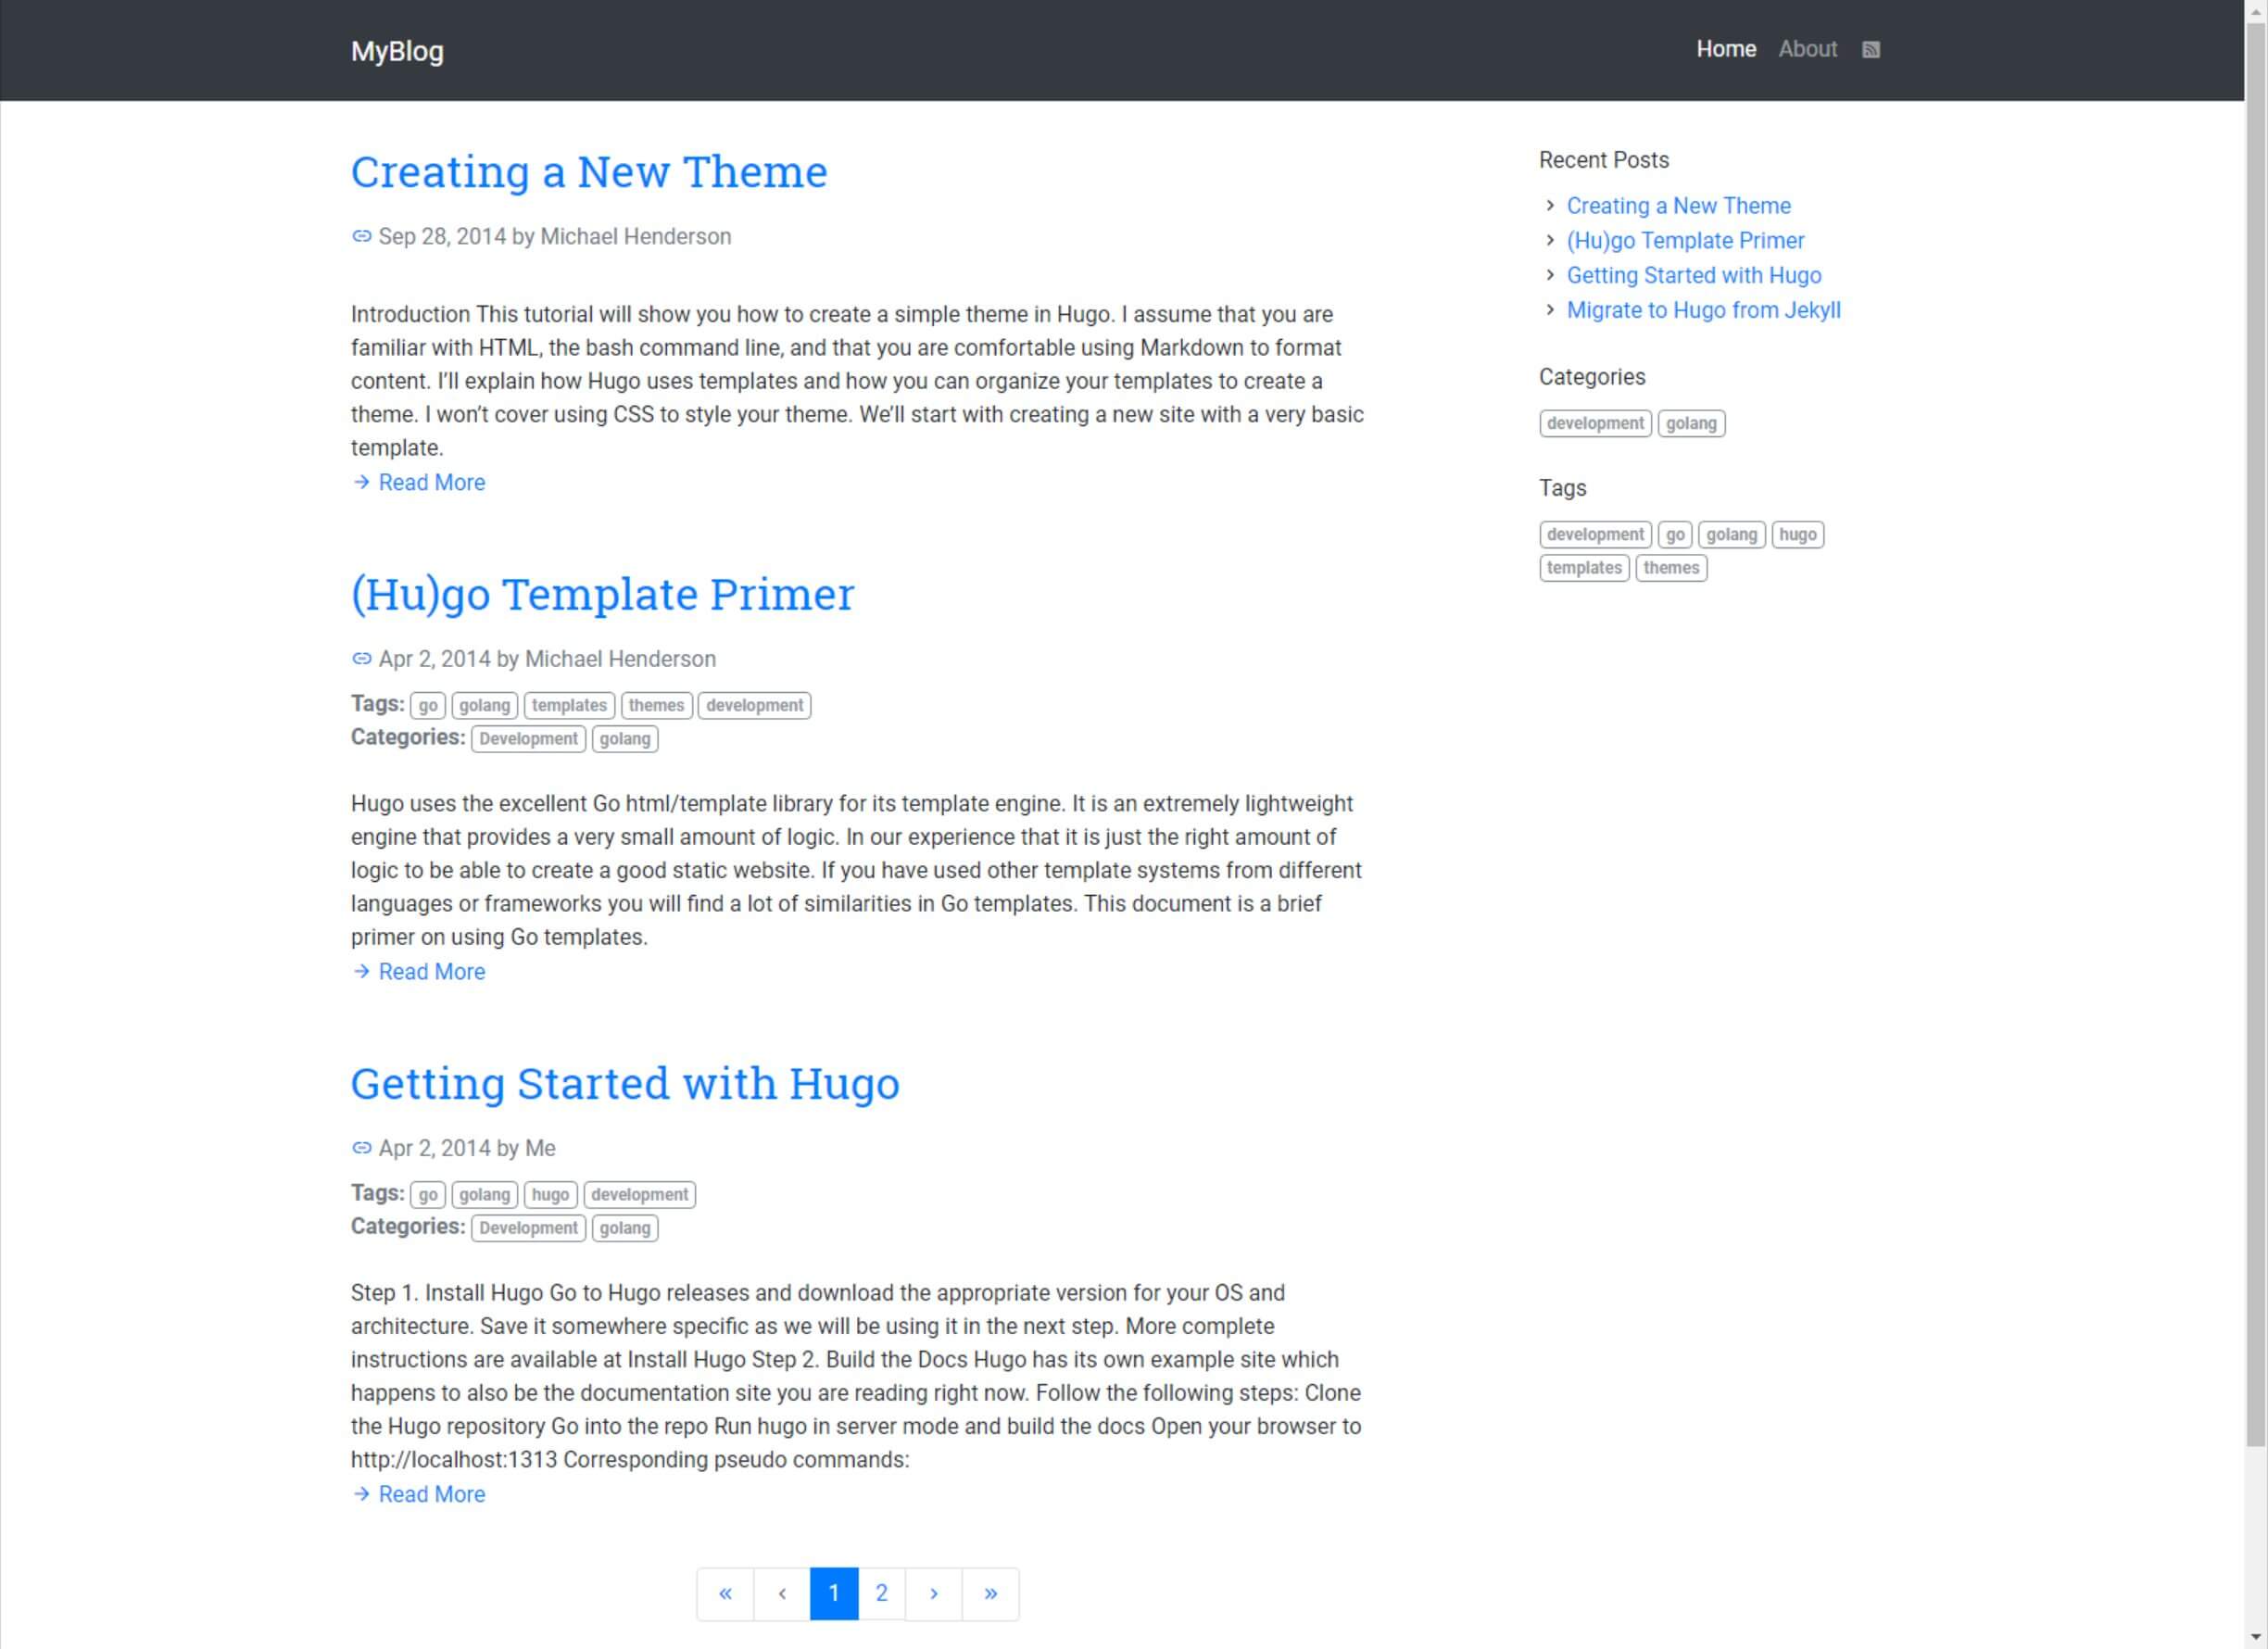 MyBlog
Home About
Creating a New Theme
Sep 28, 2014 by Michael Henderson
Introduction This tutorial will show you how to create a simple theme in Hugo. I assume that you are
familiar with HTML, the bash command line, and that you are comfortable using Markdown to format
content. I’ll explain how Hugo uses templates and how you can organize your templates to create a
theme. I won’t cover using CSS to style your theme. We’ll start with creating a new site with a very basic
template.
→ Read More
(Hu)go Template Primer
Apr 2, 2014 by Michael Henderson
Tags: go golang templates themes development
Categories: Development golang
Hugo uses the excellent Go html/template library for its template engine. It is an extremely lightweight
engine that provides a very small amount of logic. In our experience that it is just the right amount of
logic to be able to create a good static website. If you have used other template systems from different
languages or frameworks you will find a lot of similarities in Go templates. This document is a brief
primer on using Go templates.
→ Read More
Getting Started with Hugo
Apr 2, 2014 by Me
Tags: go golang hugo development
Categories: Development golang
Step 1. Install Hugo Go to Hugo releases and download the appropriate version for your OS and
architecture. Save it somewhere specific as we will be using it in the next step. More complete
instructions are available at Install Hugo Step 2. Build the Docs Hugo has its own example site which
happens to also be the documentation site you are reading right now. Follow the following steps: Clone
the Hugo repository Go into the repo Run hugo in server mode and build the docs Open your browser to
http://localhost:1313 Corresponding pseudo commands:
→ Read More
« ‹ 1 2 › »
Recent Posts
› Creating a New Theme
› (Hu)go Template Primer
› Getting Started with Hugo
› Migrate to Hugo from Jekyll
Categories
development golang
Tags
development go golang hugo
templates themes